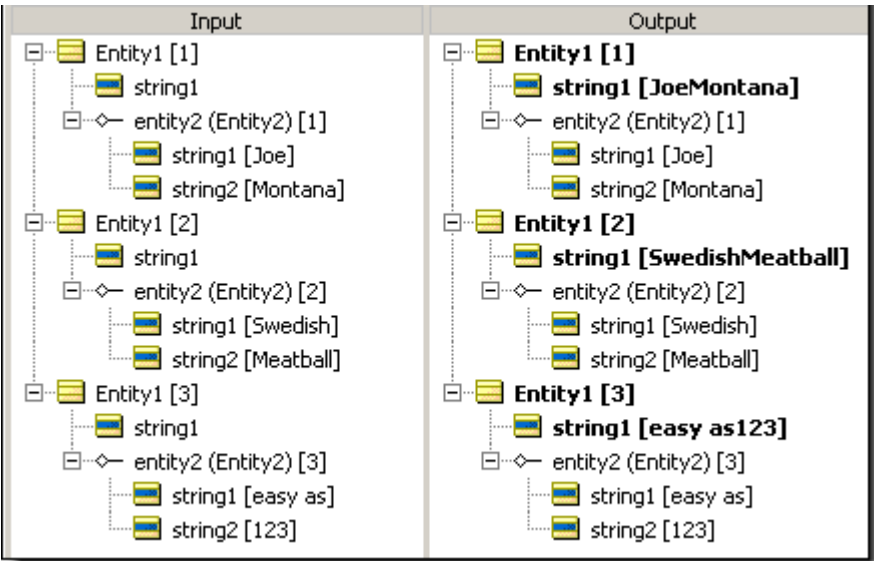 Input
Entity1 [1]
string1
entity2 (Entity2) [1]
string1 [Joe]
string2 [Montana]
Entity1 [2]
string1
entity2 (Entity2) [2]
string1 [Swedish]
string2 [Meatball]
Entity1 [3]
string1
entity2 (Entity2) [3]
string1 [easy as]
string2 [123]
Output
Entity1 [1]
string1 [JoeMontana]
entity2 (Entity2) [1]
string1 [Joe]
string2 [Montana]
Entity1 [2]
string1 [SwedishMeatball]
entity2 (Entity2) [2]
string1 [Swedish]
string2 [Meatball]
Entity1 [3]
string1 [easy as123]
entity2 (Entity2) [3]
string1 [easy as]
string2 [123]